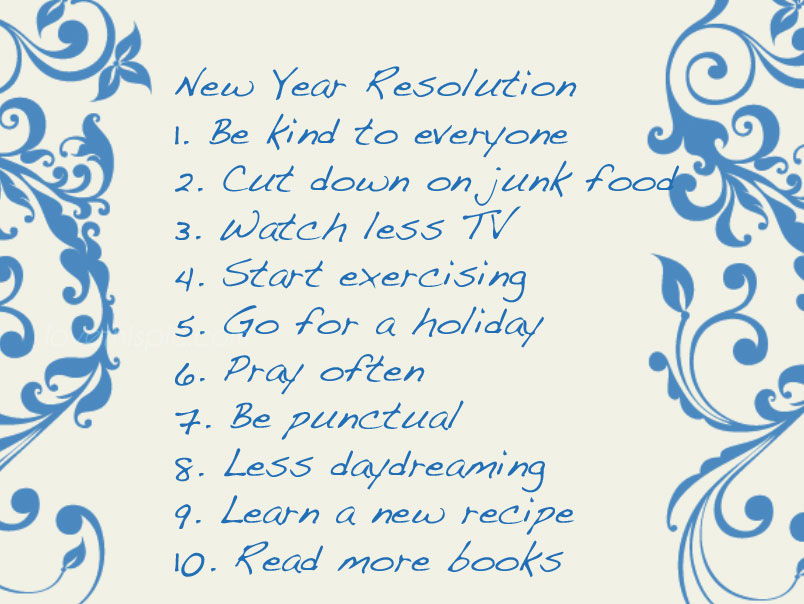 New Year Resolution
1. Be kind to everyone
2. Cut down on junk food
3. Watch less TV
4. Start exercising
5. Go for a holiday
6. Pray often
7. Be punctual
8. Less daydreaming
9. Learn a new recipe
10. Read more books